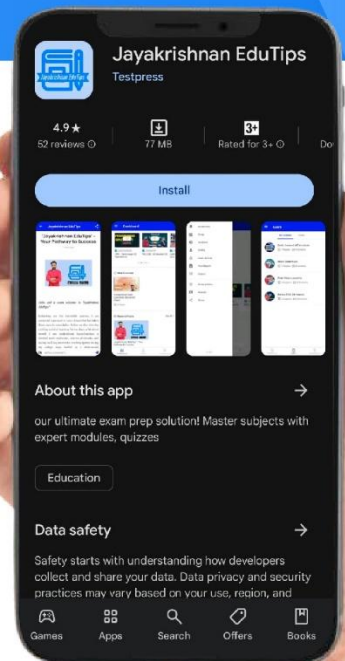 Jayakrishnan EduTips
Jayakrishnan EduTips
Testpress
4.9★
52 reviews
77 MB
3+
Rated for 3+
Do
Install
About this app
our ultimate exam prep solution! Master subjects with
expert modules, quizzes
Education
Data safety
Safety starts with understanding how developers
collect and share your data. Data privacy and security
practices may vary based on your use, region, and
Games
Apps
Search
Offers
Books